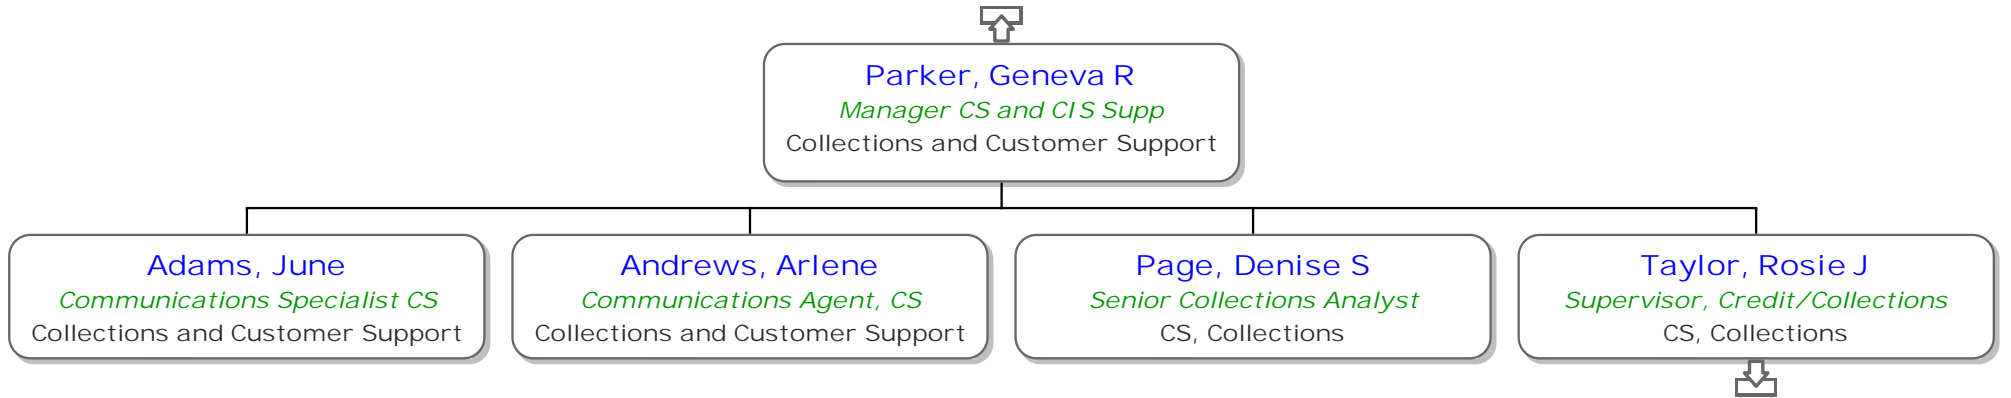 Parker, Geneva R
Manager CS and CIS Supp
Collections and Customer Support
Adams, June
Communications Specialist CS
Collections and Customer Support
Andrews, Arlene
Communications Agent, CS
Collections and Customer Support
Page, Denise S
Senior Collections Analyst
CS, Collections
Taylor, Rosie J
Supervisor, Credit/Collections
CS, Collections